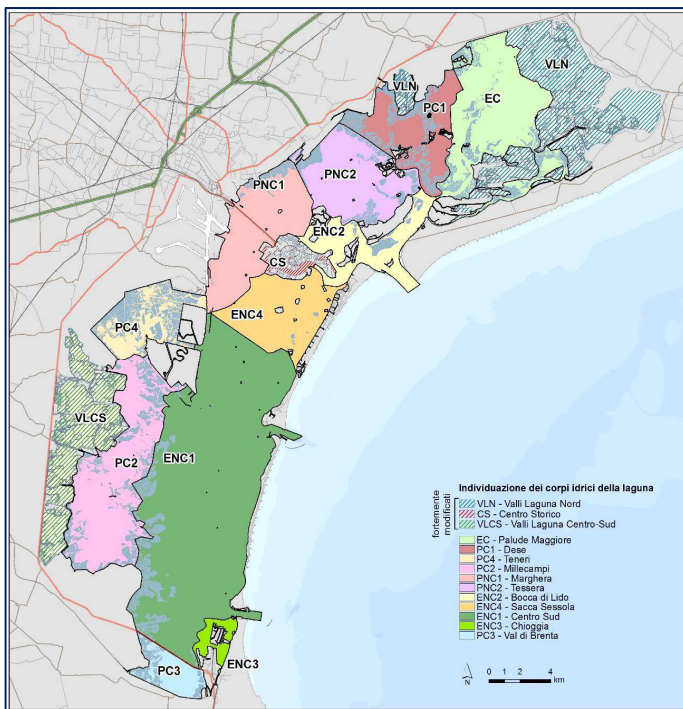 VLN
VLN
PC1
EC
PNC2
PNC1
ENC2
CS
ENC4
PC4
VLCS
PC2
ENC1
PC3
ENC3
Individuazione dei corpi idrici della laguna
fortemente
modificati
VLN - Valli Laguna Nord
CS - Centro Storico
VLCS - Valli Laguna Centro-Sud
EC - Palude Maggiore
PC1 - Dese
PC4 - Teneri
PC2 - Millecampi
PNC1 - Marghera
PNC2 - Tessera
ENC2 - Bocca di Lido
ENC4 - Sacca Sessola
ENC1 - Centro Sud
ENC3 - Chioggia
PC3 - Val di Brenta
N
0 1 2 4
km